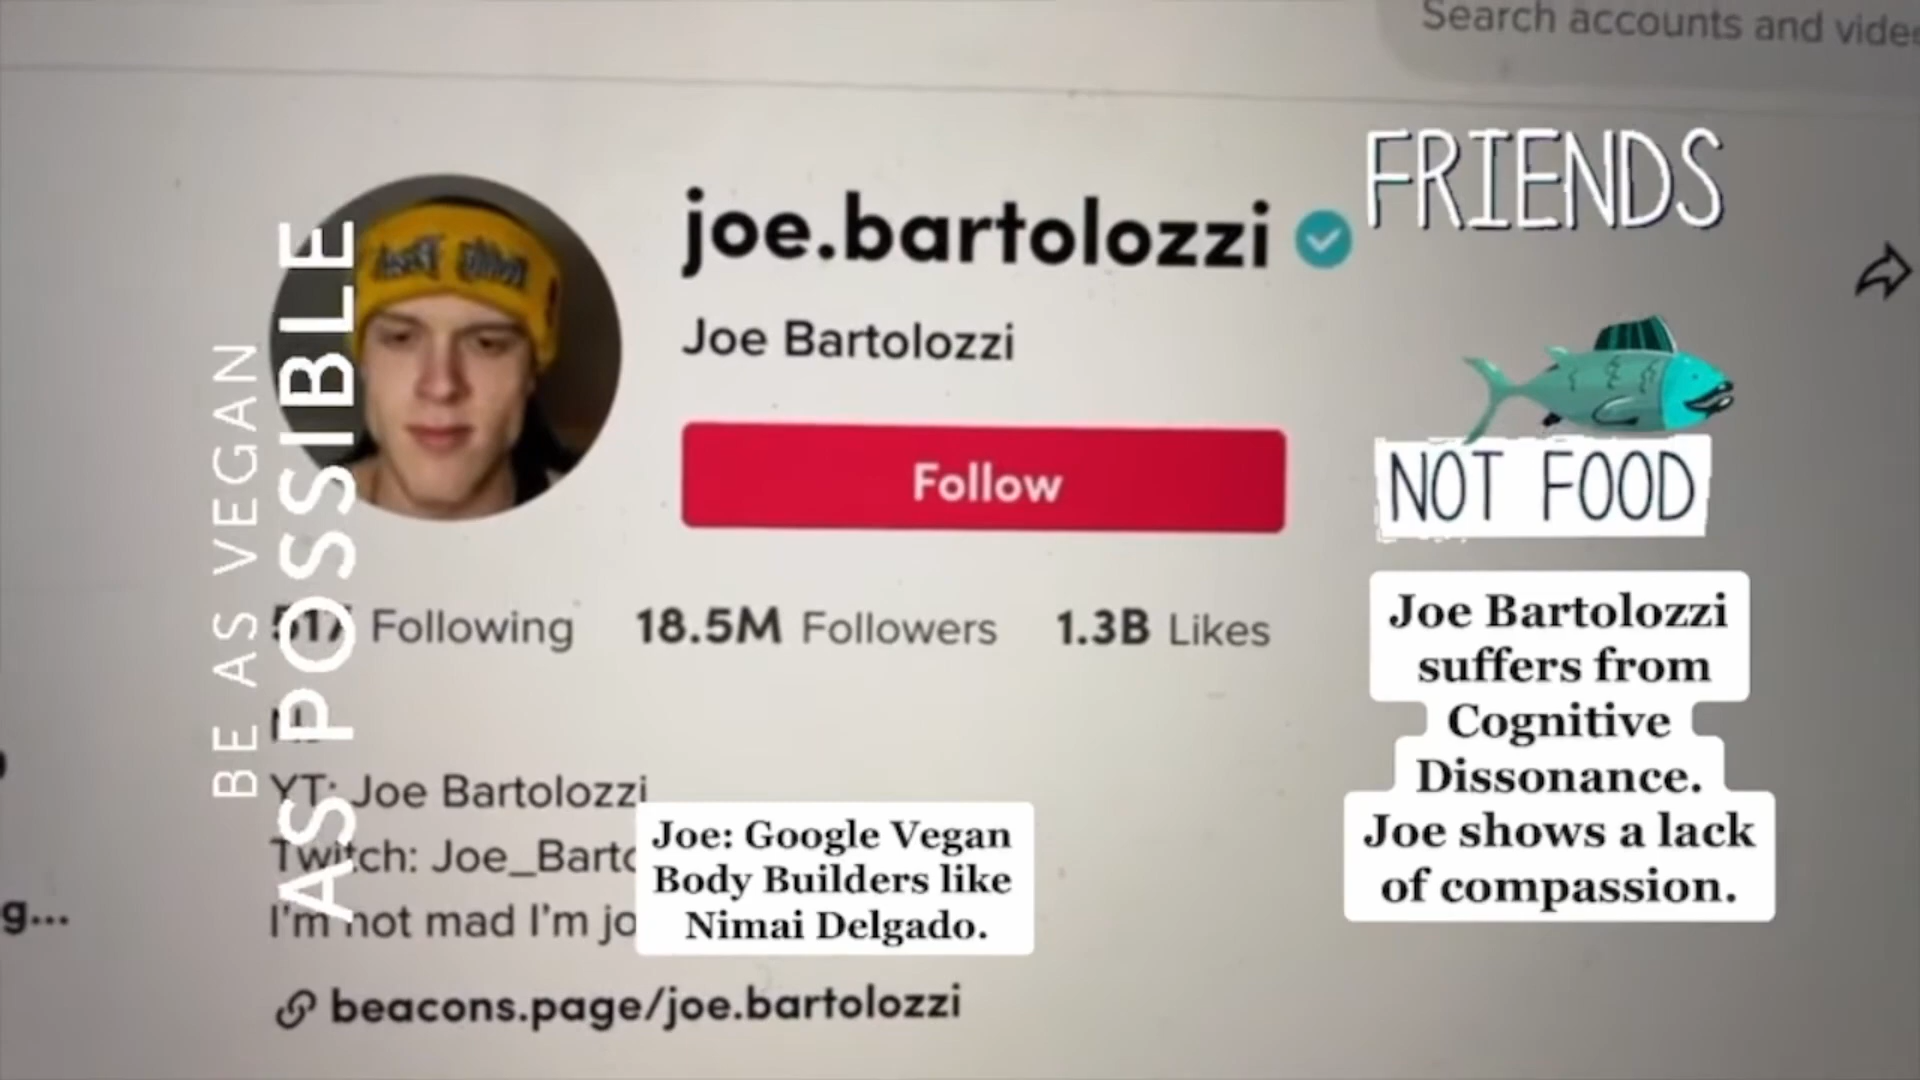 Search accounts and vide
FRIENDS
joe.bartolozzi
Joe Bartolozzi
Follow
NOT FOOD
BE AS VEGAN
AS POSSIBLE
517 Following 18.5M Followers 1.3B Likes
Joe Bartolozzi
suffers from
Cognitive
Dissonance.
Joe shows a lack
of compassion.
YT: Joe Bartolozzi
Twitch: Joe_Barto
I'm not mad I'm jo
Joe: Google Vegan
Body Builders like
Nimai Delgado.
g...
beacons.page/joe.bartolozzi